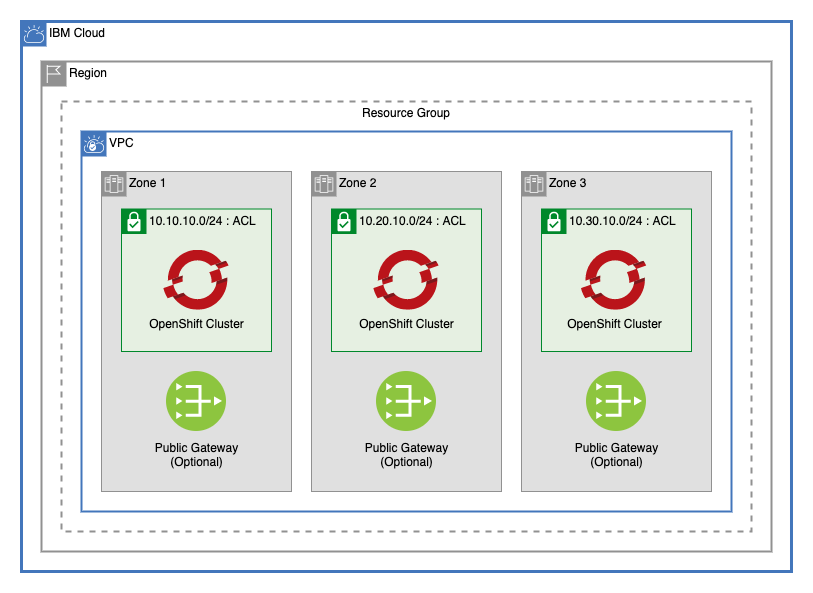 IBM Cloud
Region
Resource Group
VPC
Zone 1
10.10.10.0/24 : ACL
OpenShift Cluster
Public Gateway
(Optional)
Zone 2
10.20.10.0/24 : ACL
OpenShift Cluster
Public Gateway
(Optional)
Zone 3
10.30.10.0/24 : ACL
OpenShift Cluster
Public Gateway
(Optional)